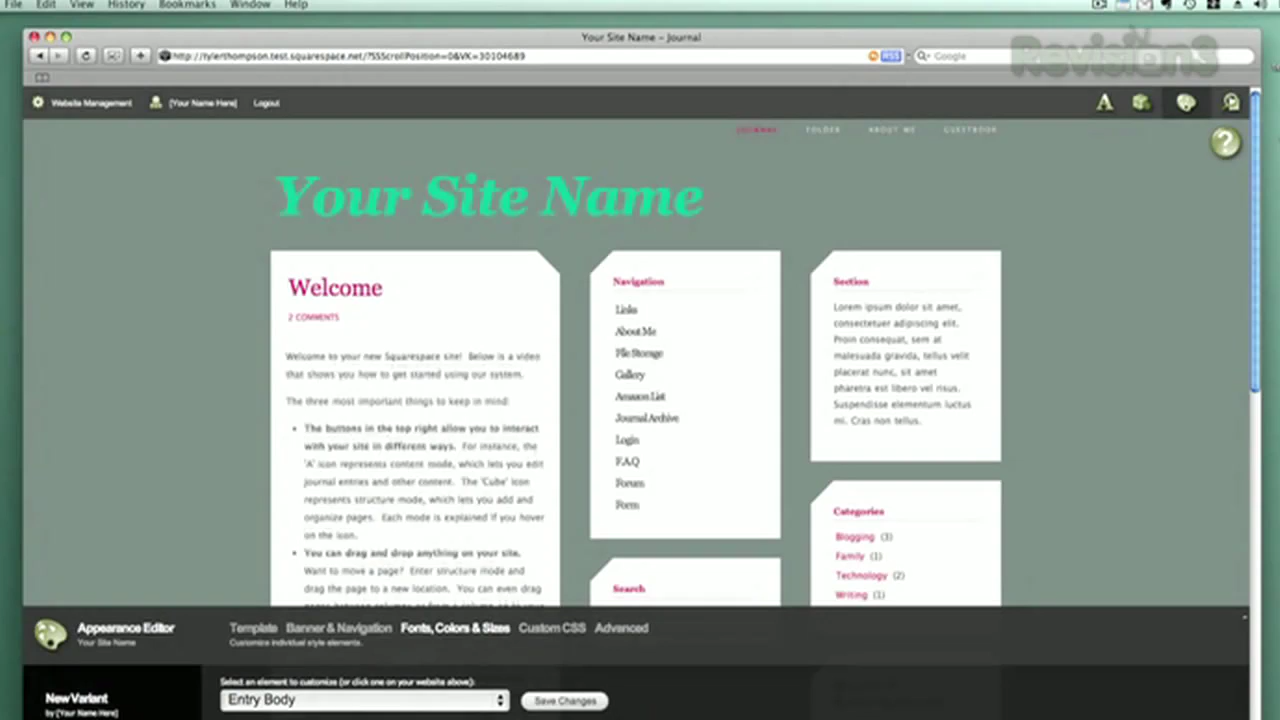 File Edit View History Bookmarks Window Help
Your Site Name – Journal
http://tylerthompson.test.squarespace.net/?SSScrollPosition=0&VK=30104689
RSS
Google
Revision3
Website Management [Your Name Here] Logout
JOURNAL FOLDER ABOUT ME GUESTBOOK
Your Site Name
Welcome
2 COMMENTS
Welcome to your new Squarespace site! Below is a video
that shows you how to get started using our system.
The three most important things to keep in mind:
• The buttons in the top right allow you to interact
with your site in different ways. For instance, the
'A' icon represents content mode, which lets you edit
journal entries and other content. The 'Cube' icon
represents structure mode, which lets you add and
organize pages. Each mode is explained if you hover
on the icon.
• You can drag and drop anything on your site.
Want to move a page? Enter structure mode and
drag the page to a new location. You can even drag
Navigation
Links
About Me
File Storage
Gallery
Amazon List
Journal Archive
Login
F.A.Q
Forum
Form
Search
Section
Lorem ipsum dolor sit amet,
consectetuer adipiscing elit.
Proin consequat, sem at
malesuada gravida, tellus velit
placerat nunc, sit amet
pharetra est libero vel risus.
Suspendisse elementum luctus
mi. Cras non tellus.
Categories
Blogging (3)
Family (1)
Technology (2)
Writing (1)
Appearance Editor
Your Site Name
Template Banner & Navigation Fonts, Colors & Sizes Custom CSS Advanced
Customize individual style elements.
New Variant
by [Your Name Here]
Select an element to customize (or click one on your website above):
Entry Body
Save Changes